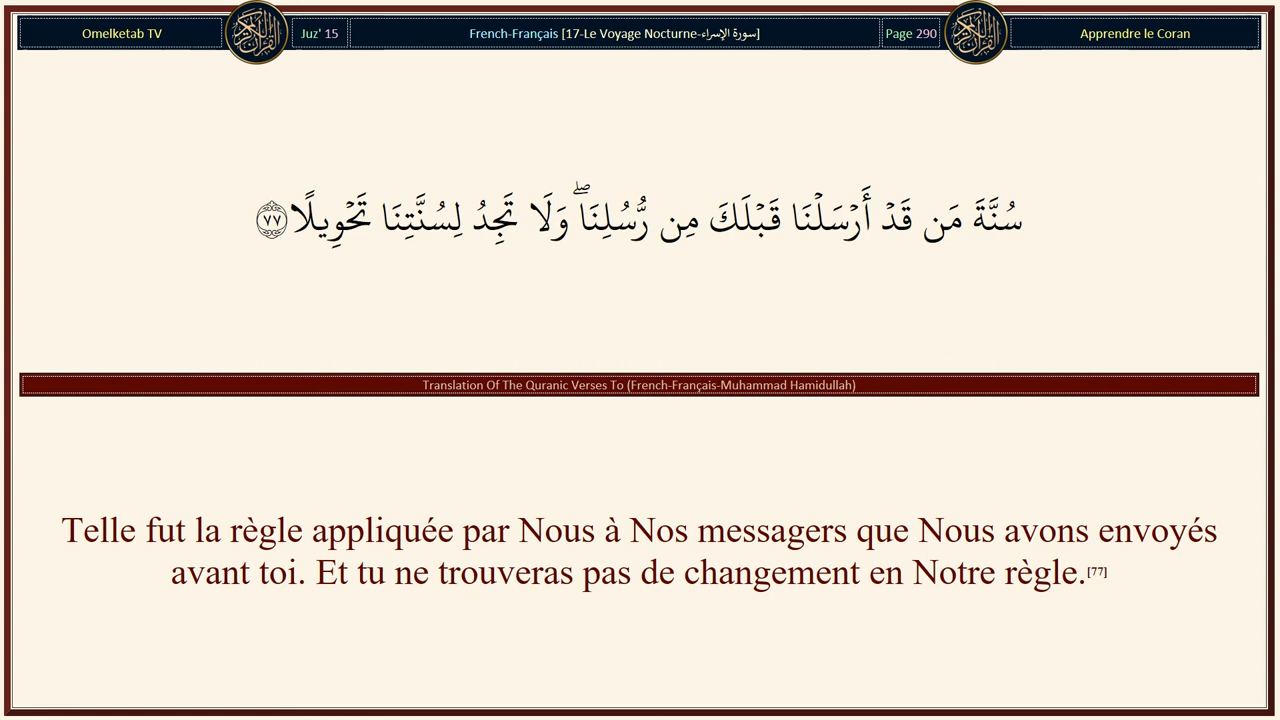 Omelketab TV
Juz' 15
French-Français [17-Le Voyage Nocturne-سورة الإسراء]
Page 290
Apprendre le Coran
سُنَّةَ مَن قَدۡ أَرۡسَلۡنَا قَبۡلَكَ مِن رُّسُلِنَاۖ وَلَا تَجِدُ لِسُنَّتِنَا تَحۡوِيلًا ٧٧
Translation Of The Quranic Verses To (French-Français-Muhammad Hamidullah)
Telle fut la règle appliquée par Nous à Nos messagers que Nous avons envoyés
avant toi. Et tu ne trouveras pas de changement en Notre règle.[77]